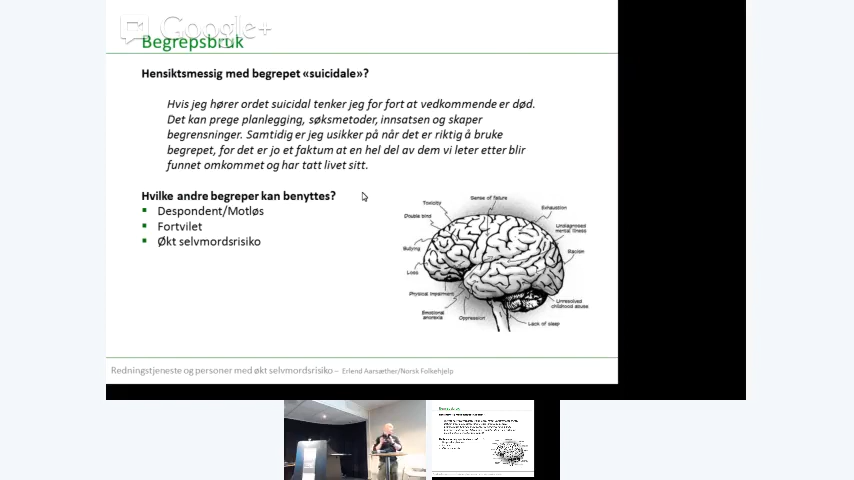 Google+
Begrepsbruk
Hensiktsmessig med begrepet «suicidale»?
Hvis jeg hører ordet suicidal tenker jeg for fort at vedkommende er død.
Det kan prege planlegging, søksmetoder, innsatsen og skaper
begrensninger. Samtidig er jeg usikker på når det er riktig å bruke
begrepet, for det er jo et faktum at en hel del av dem vi leter etter blir
funnet omkommet og har tatt livet sitt.
Hvilke andre begreper kan benyttes?
Despondent/Motløs
Fortvilet
Økt selvmordsrisiko
Sense of failure
Toxicity
Exhaustion
Double bind
Undiagnosed
mental illness
Bullying
Racism
Loss
Physical impairment
Unresolved
childhood abuse
Emotional
anorexia
Oppression
Lack of sleep
Redningstjeneste og personer med økt selvmordsrisiko – Erlend Aarsæther/Norsk Folkehjelp